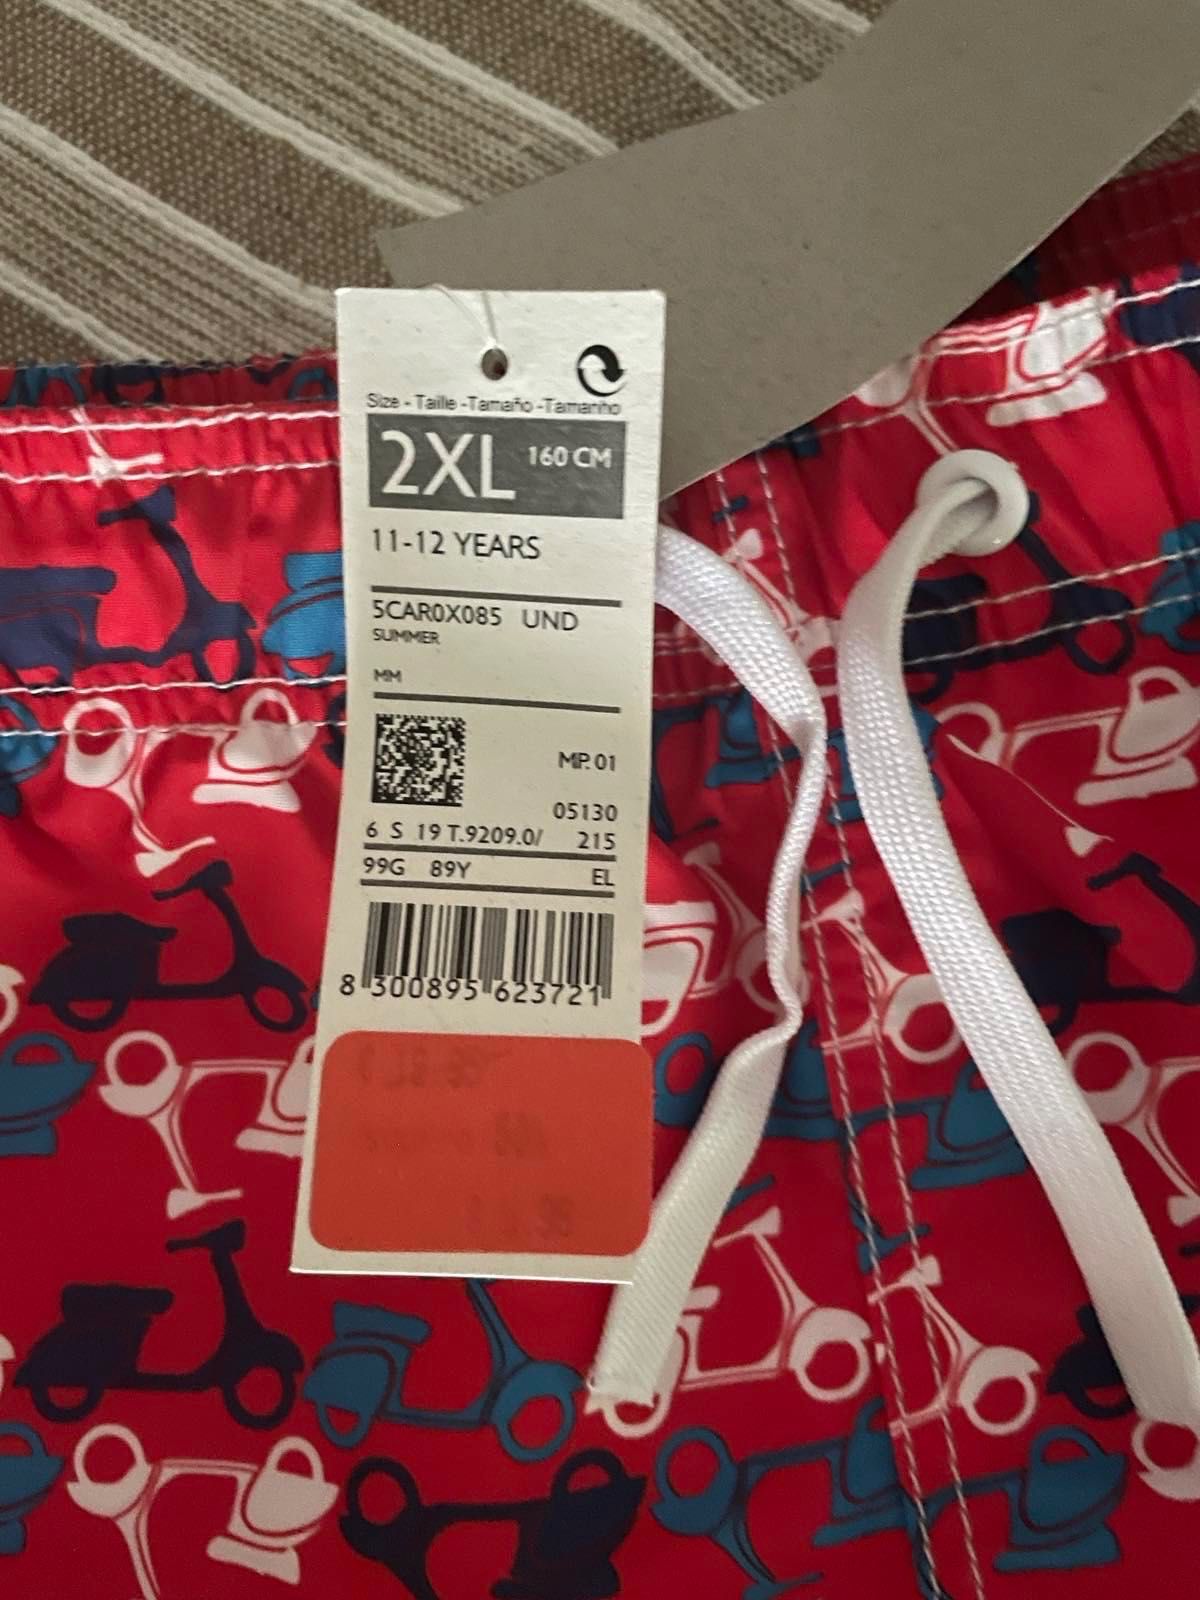 Size - Taille -Tamaño -Tamanho
2XL 160 CM
11-12 YEARS
5CAR0X085 UND
SUMMER
MM
MP. 01
05130
6 S 19 T.9209.0/ 215
99G 89Y EL
8 300895 623721